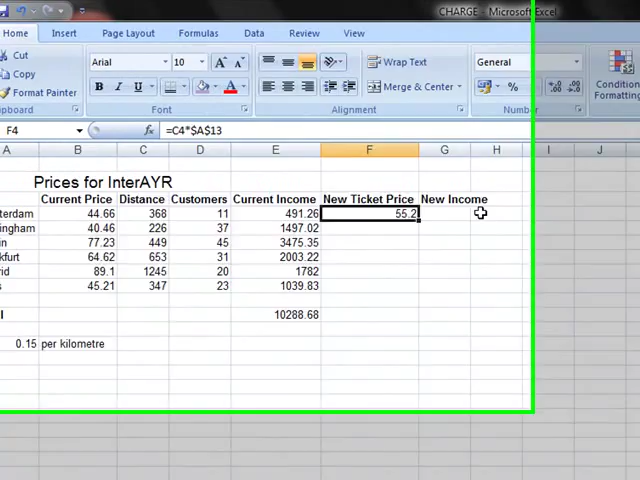 CHARGE - Microsoft Excel
Home Insert Page Layout Formulas Data Review View
Cut
Copy
Format Painter
Clipboard
Arial 10
Wrap Text
Merge & Center
General
Conditional
Formatting
Font
Alignment
Number
F4 =C4*$A$13
A B C D E F G H I J K
Prices for InterAYR
Current Price Distance Customers Current Income New Ticket Price New Income
terdam 44.66 368 11 491.26 55.2
ingham 40.46 226 37 1497.02
in 77.23 449 45 3475.35
kfurt 64.62 653 31 2003.22
rid 89.1 1245 20 1782
s 45.21 347 23 1039.83
l 10288.68
0.15 per kilometre